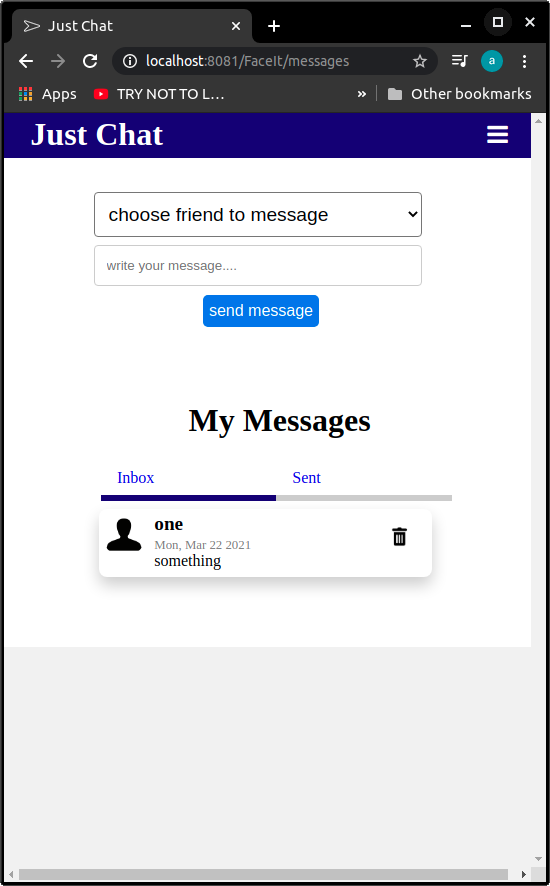 Just Chat
localhost:8081/FaceIt/messages
a
Apps
TRY NOT TO L...
»
Other bookmarks
Just Chat
choose friend to message
write your message....
send message
My Messages
Inbox Sent
one
Mon, Mar 22 2021
something